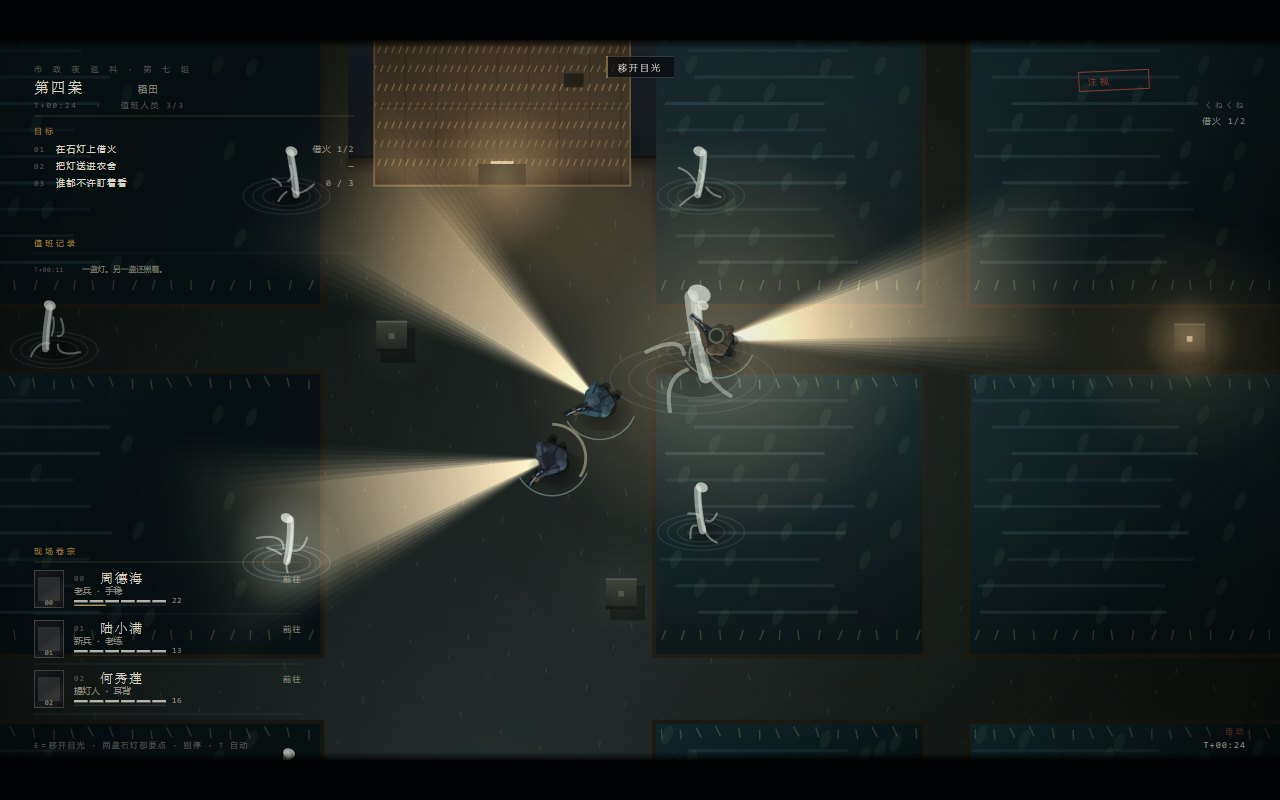 市政夜巡科 · 第七组
第四案 稻田
T+00:24 · 值班人员 3/3
目标
01 在石灯上借火 借火 1/2
02 把灯送进农舍 —
03 谁都不许盯着看 0 / 3
值班记录
T+00:11 一盏灯。另一盏还黑着。
移开目光
注视
くねくね
借火 1/2
现场卷宗
00 00 周德海 前往
老兵 · 手稳
22
01 01 陆小满 前往
新兵 · 老练
13
02 02 何秀莲 前往
提灯人 · 耳背
16
E=移开目光 · 两盏石灯都要点 · 别停 · T 自动
自动
T+00:24